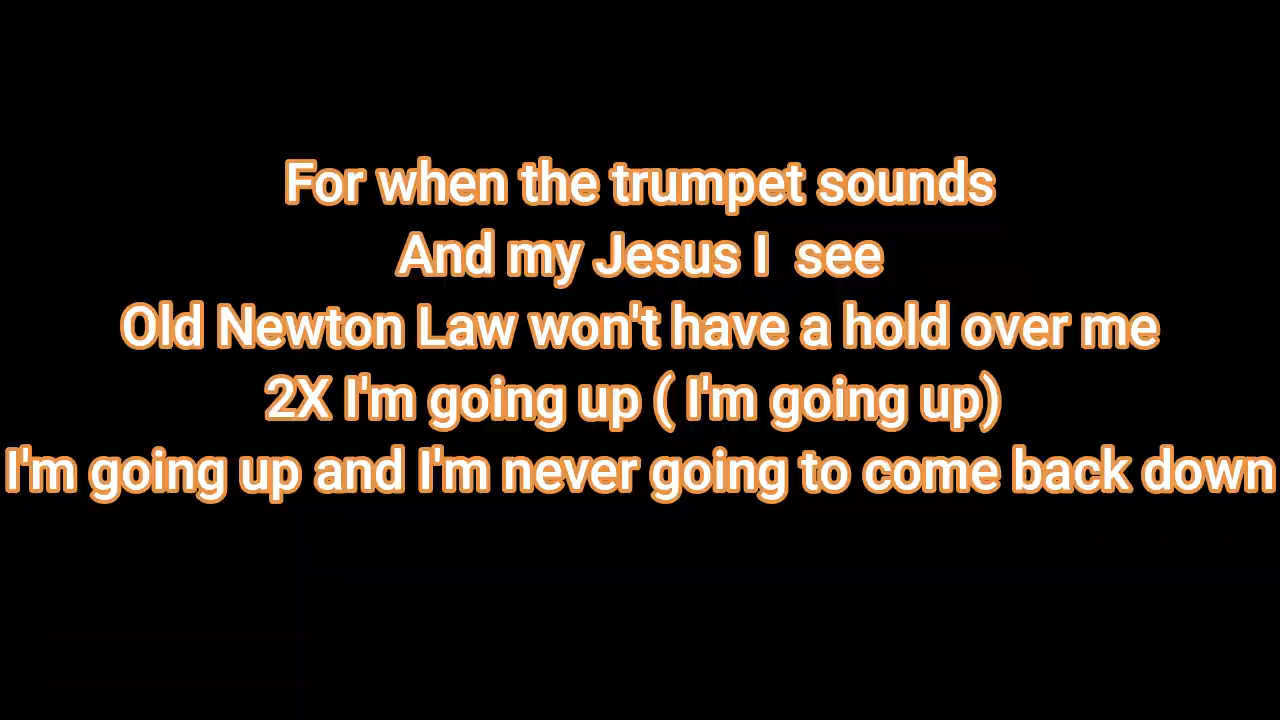 For when the trumpet sounds
And my Jesus I  see
Old Newton Law won't have a hold over me
2X I'm going up ( I'm going up)
I'm going up and I'm never going to come back down